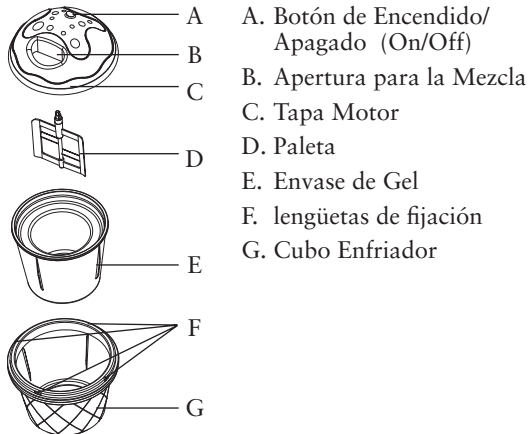 A
B
C
D
E
F
G
A. Botón de Encendido/
Apagado (On/Off)
B. Apertura para la Mezcla
C. Tapa Motor
D. Paleta
E. Envase de Gel
F. lengüetas de fijación
G. Cubo Enfriador